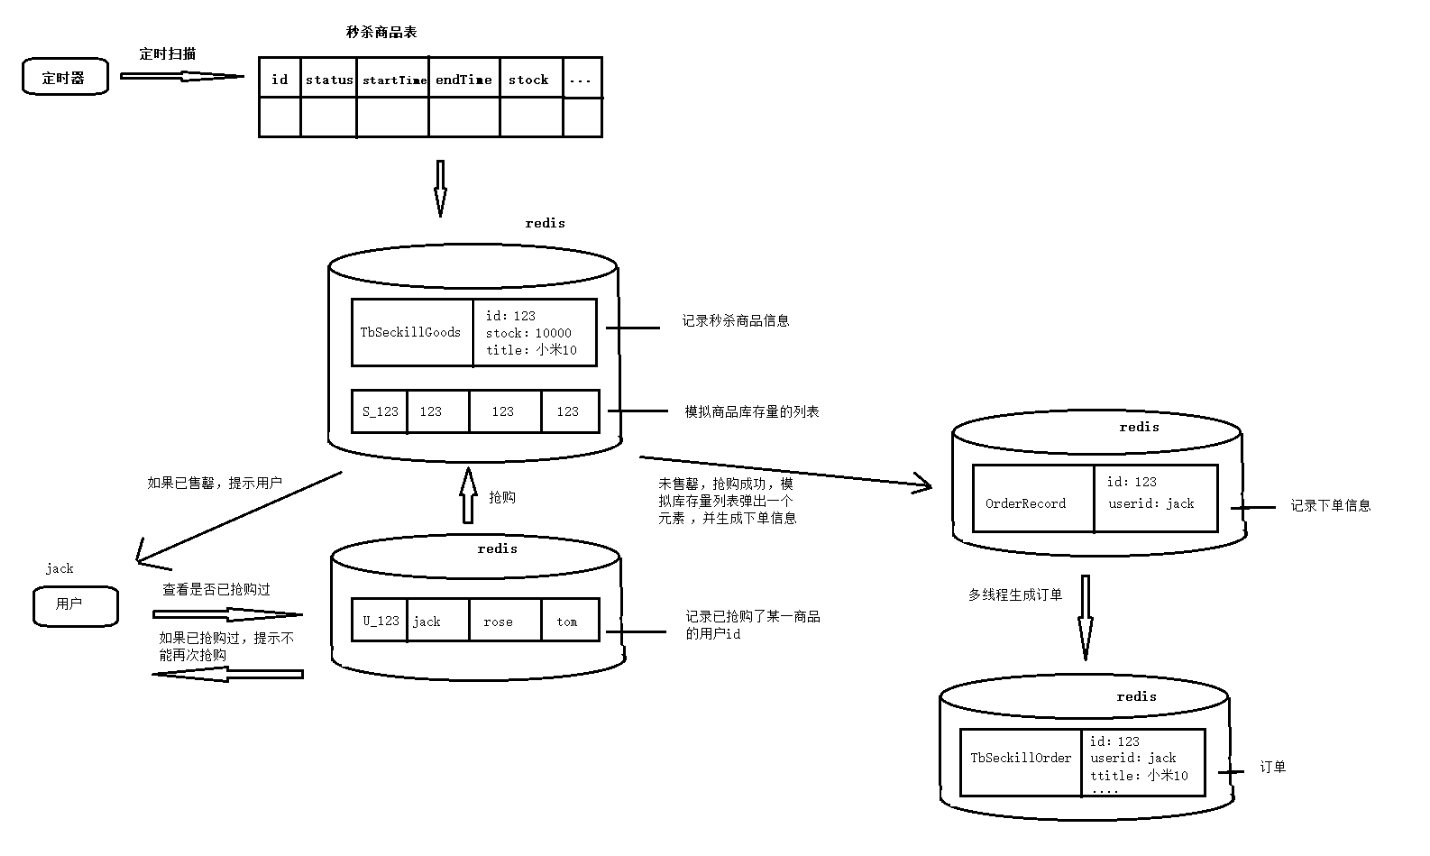 秒杀商品表
定时扫描
定时器
id status startTime endTime stock ...
redis
TbSeckillGoods
id: 123
stock: 10000
title: 小米10
记录秒杀商品信息
S_123 123 123 123
模拟商品库存量的列表
如果已售罄，提示用户
抢购
未售罄，抢购成功，模
拟库存量列表弹出一个
元素，并生成下单信息
redis
OrderRecord
id: 123
userid: jack
记录下单信息
jack
用户
查看是否已抢购过
如果已抢购过，提示不
能再次抢购
redis
U_123 jack rose tom
记录已抢购了某一商品
的用户id
多线程生成订单
redis
TbSeckillOrder
id: 123
userid: jack
ttitle: 小米10
....
订单